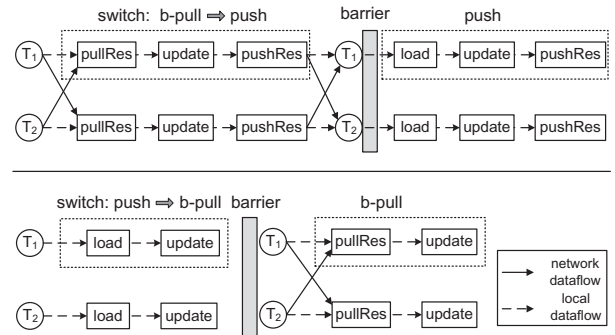 switch: b-pull ⇒ push barrier push
T1 pullRes update pushRes T1 load update pushRes
T2 pullRes update pushRes T2 load update pushRes
switch: push ⇒ b-pull barrier b-pull
T1 load update T1 pullRes update
T2 load update T2 pullRes update
network
dataflow
local
dataflow